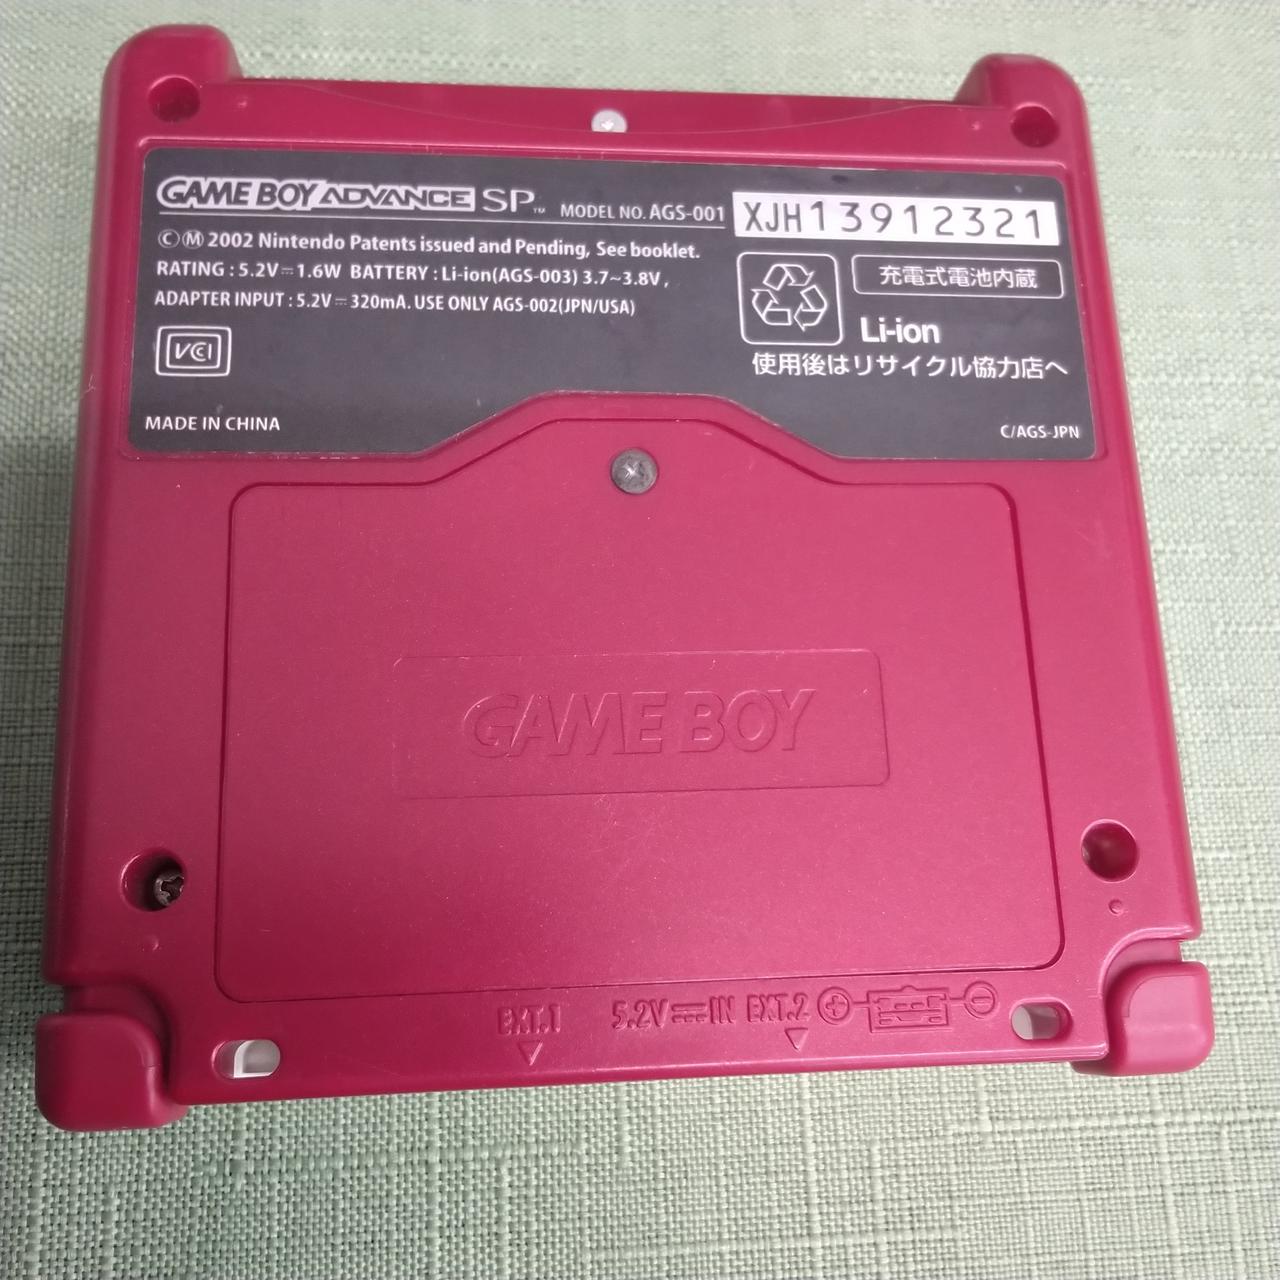 GAME BOY ADVANCE SP™ MODEL NO. AGS-001
XJH13912321
ⒸⓂ 2002 Nintendo Patents issued and Pending, See booklet.
RATING : 5.2V⎓1.6W BATTERY : Li-ion(AGS-003) 3.7~3.8V ,
ADAPTER INPUT : 5.2V⎓320mA. USE ONLY AGS-002(JPN/USA)
VCI
充電式電池内蔵
Li-ion
使用後はリサイクル協力店へ
MADE IN CHINA
C/AGS-JPN
GAME BOY
EXT.1 5.2V⎓IN EXT.2